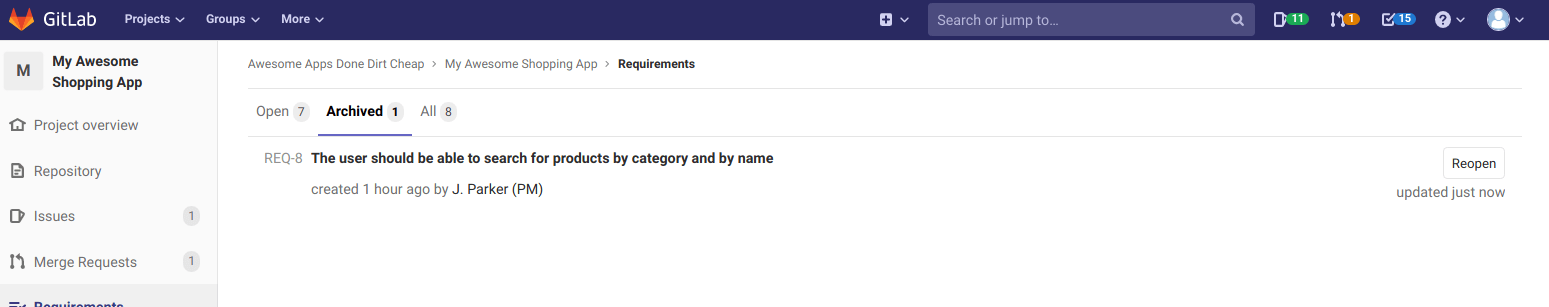 GitLab Projects Groups More Search or jump to... 11 1 15 ?
M My Awesome
Shopping App
Project overview
Repository
Issues 1
Merge Requests 1
Requirements
Awesome Apps Done Dirt Cheap > My Awesome Shopping App > Requirements
Open 7 Archived 1 All 8
REQ-8 The user should be able to search for products by category and by name
Reopen
created 1 hour ago by J. Parker (PM)
updated just now